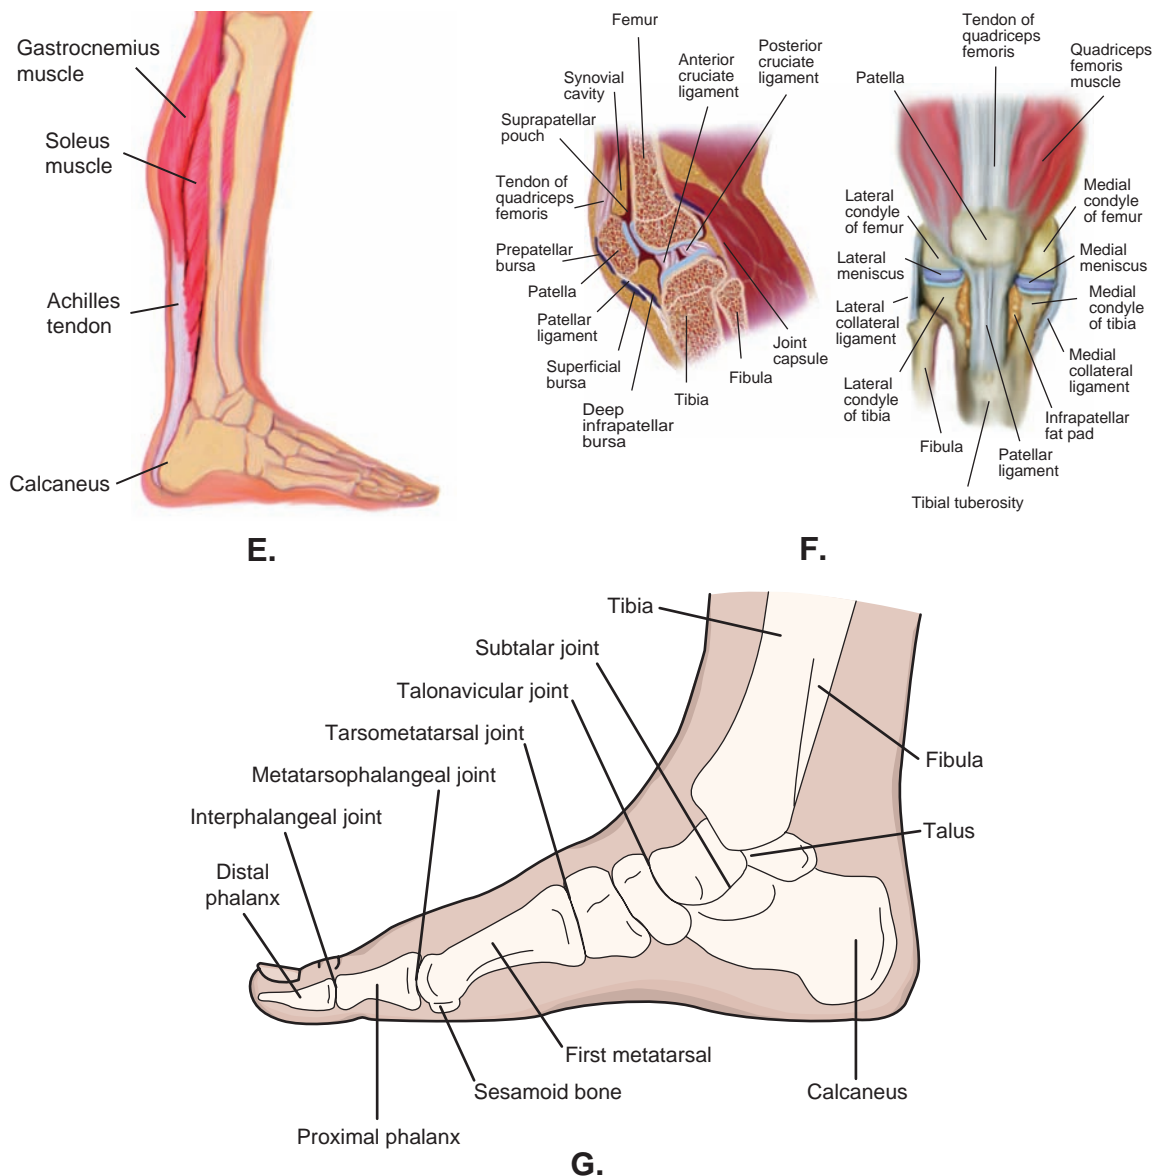 Gastrocnemius
muscle
Soleus
muscle
Achilles
tendon
Calcaneus
E.
Femur
Synovial
cavity
Suprapatellar
pouch
Tendon of
quadriceps
femoris
Prepatellar
bursa
Patella
Patellar
ligament
Superficial
bursa
Deep
infrapatellar
bursa
Tibia
Fibula
Joint
capsule
Anterior
cruciate
ligament
Posterior
cruciate
ligament
Tendon of
quadriceps
femoris
Patella
Quadriceps
femoris
muscle
Lateral
condyle
of femur
Lateral
meniscus
Lateral
collateral
ligament
Lateral
condyle
of tibia
Fibula
Tibial tuberosity
Patellar
ligament
Infrapatellar
fat pad
Medial
collateral
ligament
Medial
condyle
of tibia
Medial
meniscus
Medial
condyle
of femur
F.
Tibia
Subtalar joint
Talonavicular joint
Tarsometatarsal joint
Metatarsophalangeal joint
Interphalangeal joint
Distal
phalanx
Fibula
Talus
First metatarsal
Sesamoid bone
Calcaneus
Proximal phalanx
G.